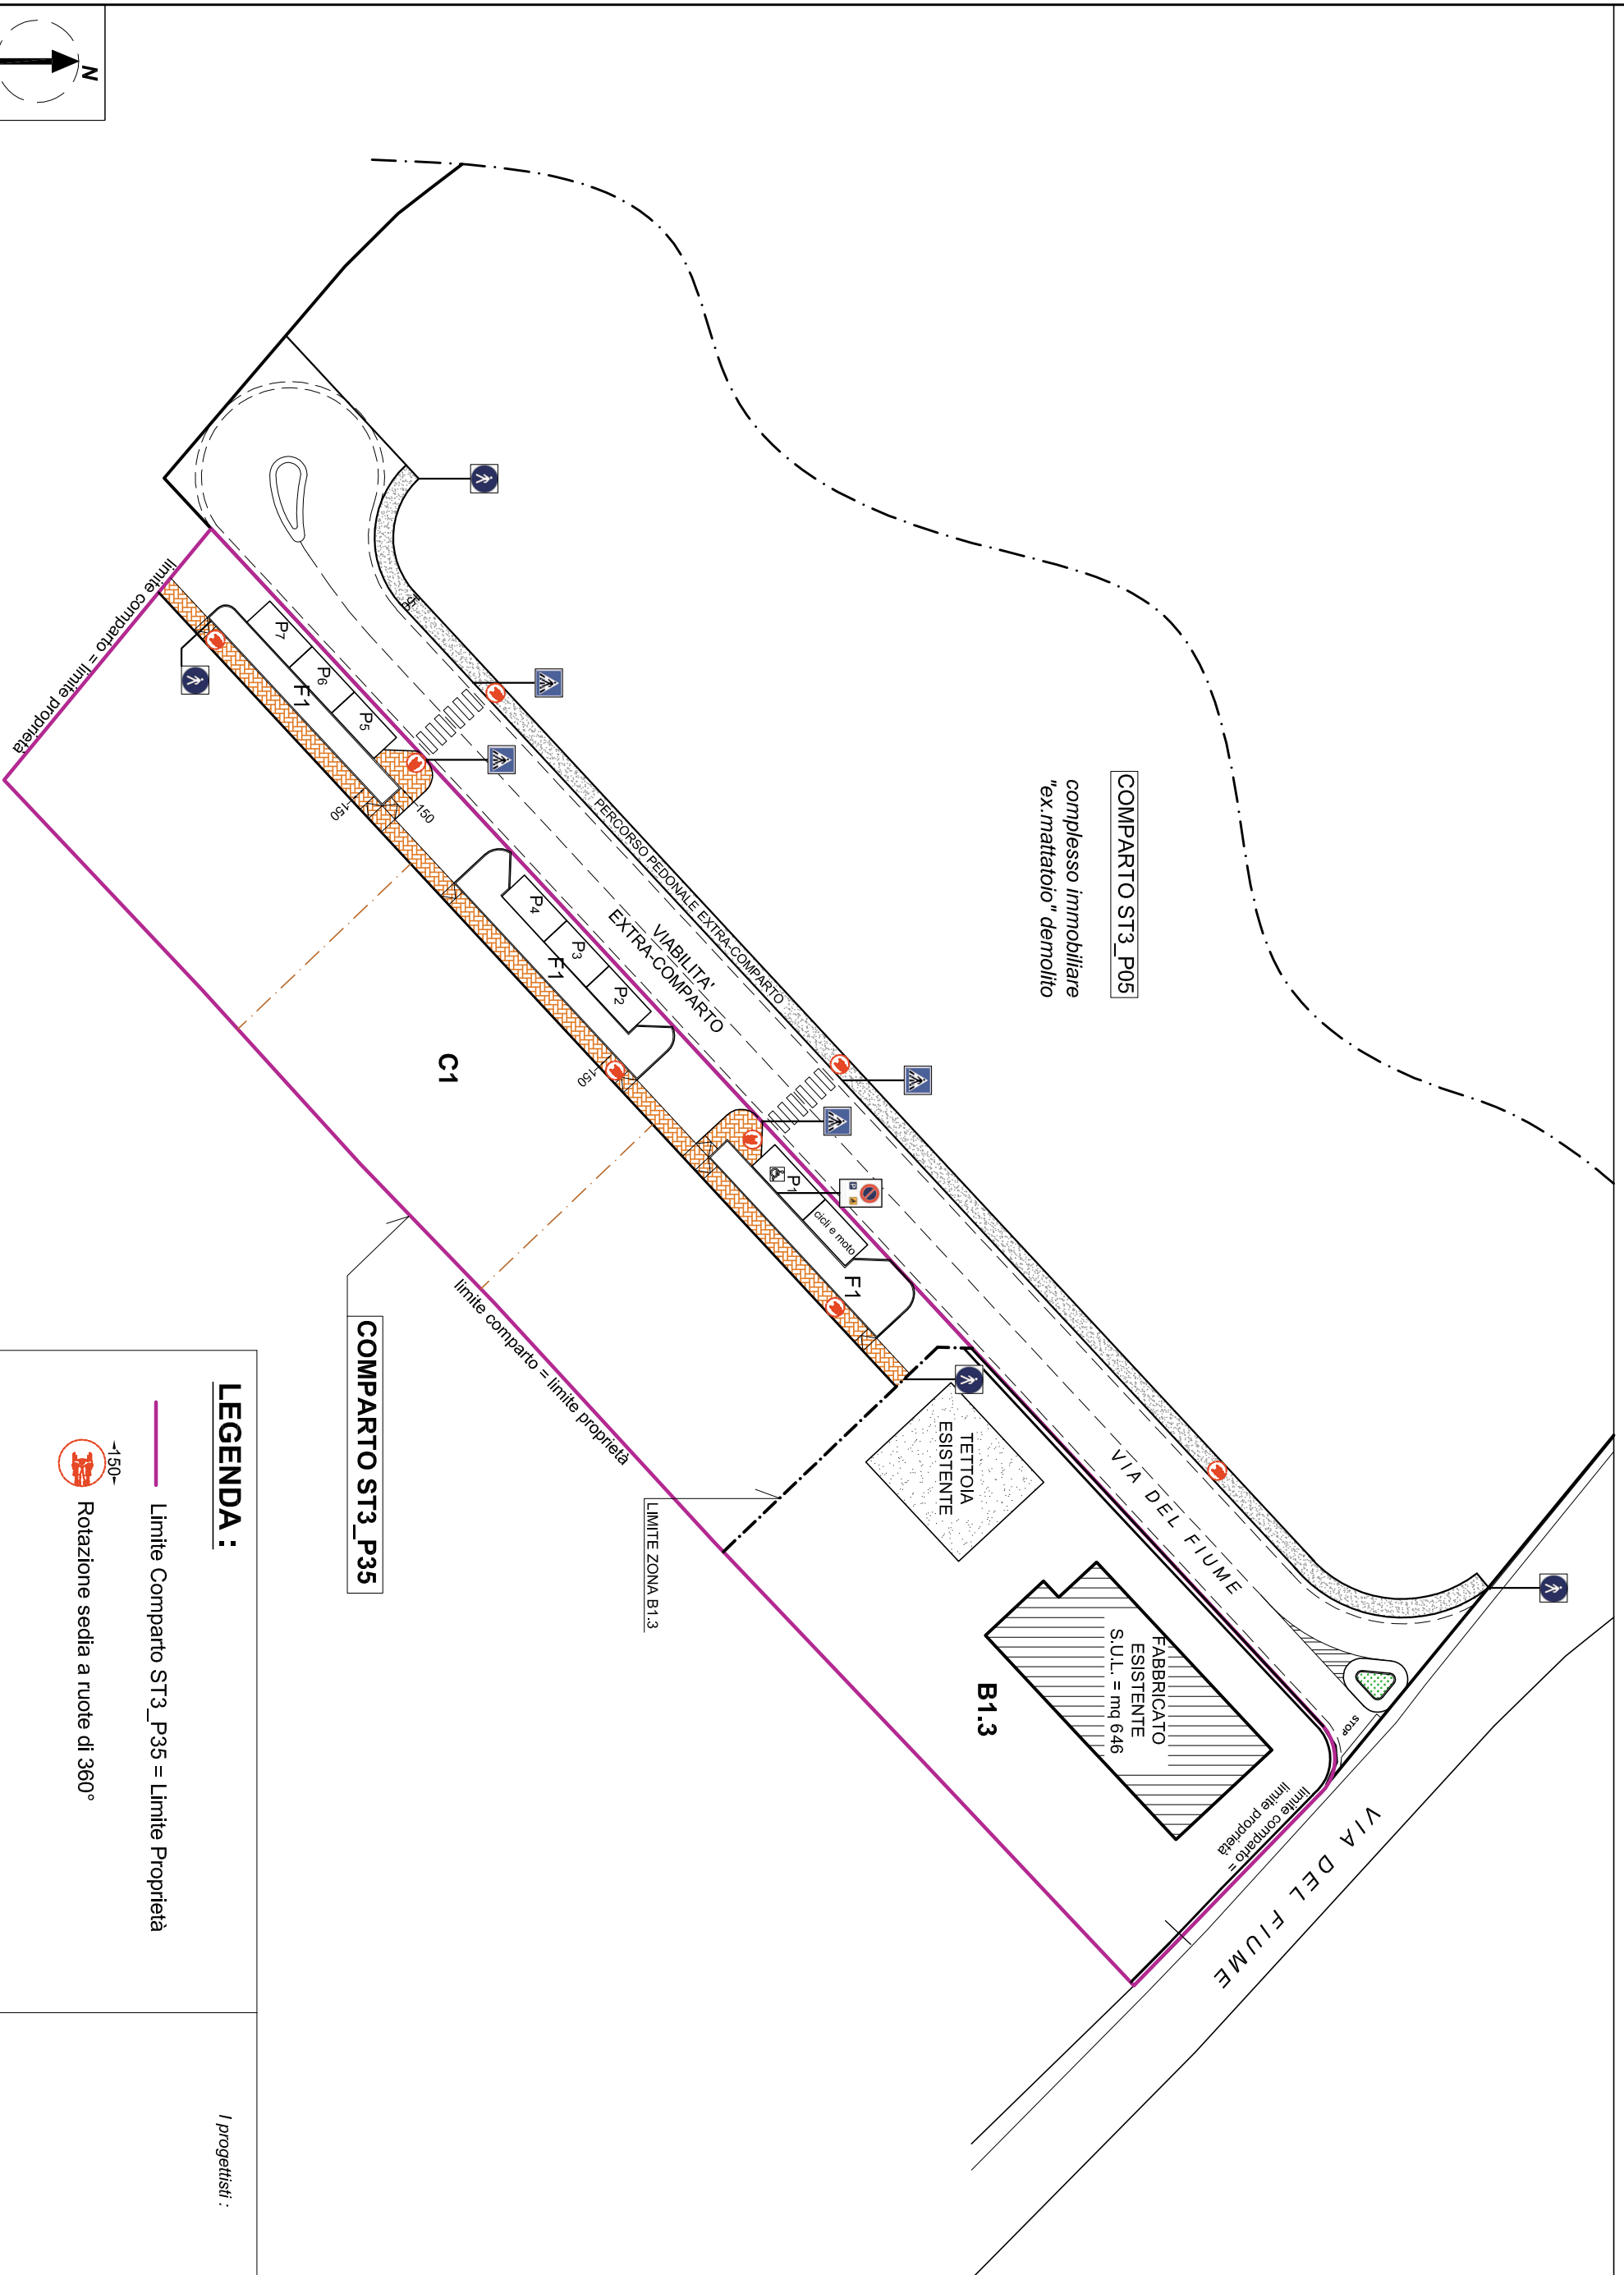 N
COMPARTO ST3_P05
complesso immobiliare
"ex.mattatoio" demolito
PERCORSO PEDONALE EXTRA-COMPARTO
VIABILITA'
EXTRA-COMPARTO
VIA DEL FIUME
STOP
VIA DEL FIUME
limite comparto =
limite proprietà
P7
P6
P5
F1
150
150
P4
P3
P2
F1
150
P1
cicli e moto
F1
TETTOIA
ESISTENTE
FABBRICATO
ESISTENTE
S.U.L. = mq 646
B1.3
C1
LIMITE ZONA B1.3
limite comparto = limite proprietà
limite comparto = limite proprietà
COMPARTO ST3_P35
LEGENDA :
Limite Comparto ST3_P35 = Limite Proprietà
150
Rotazione sedia a ruote di 360°
I progettisti :